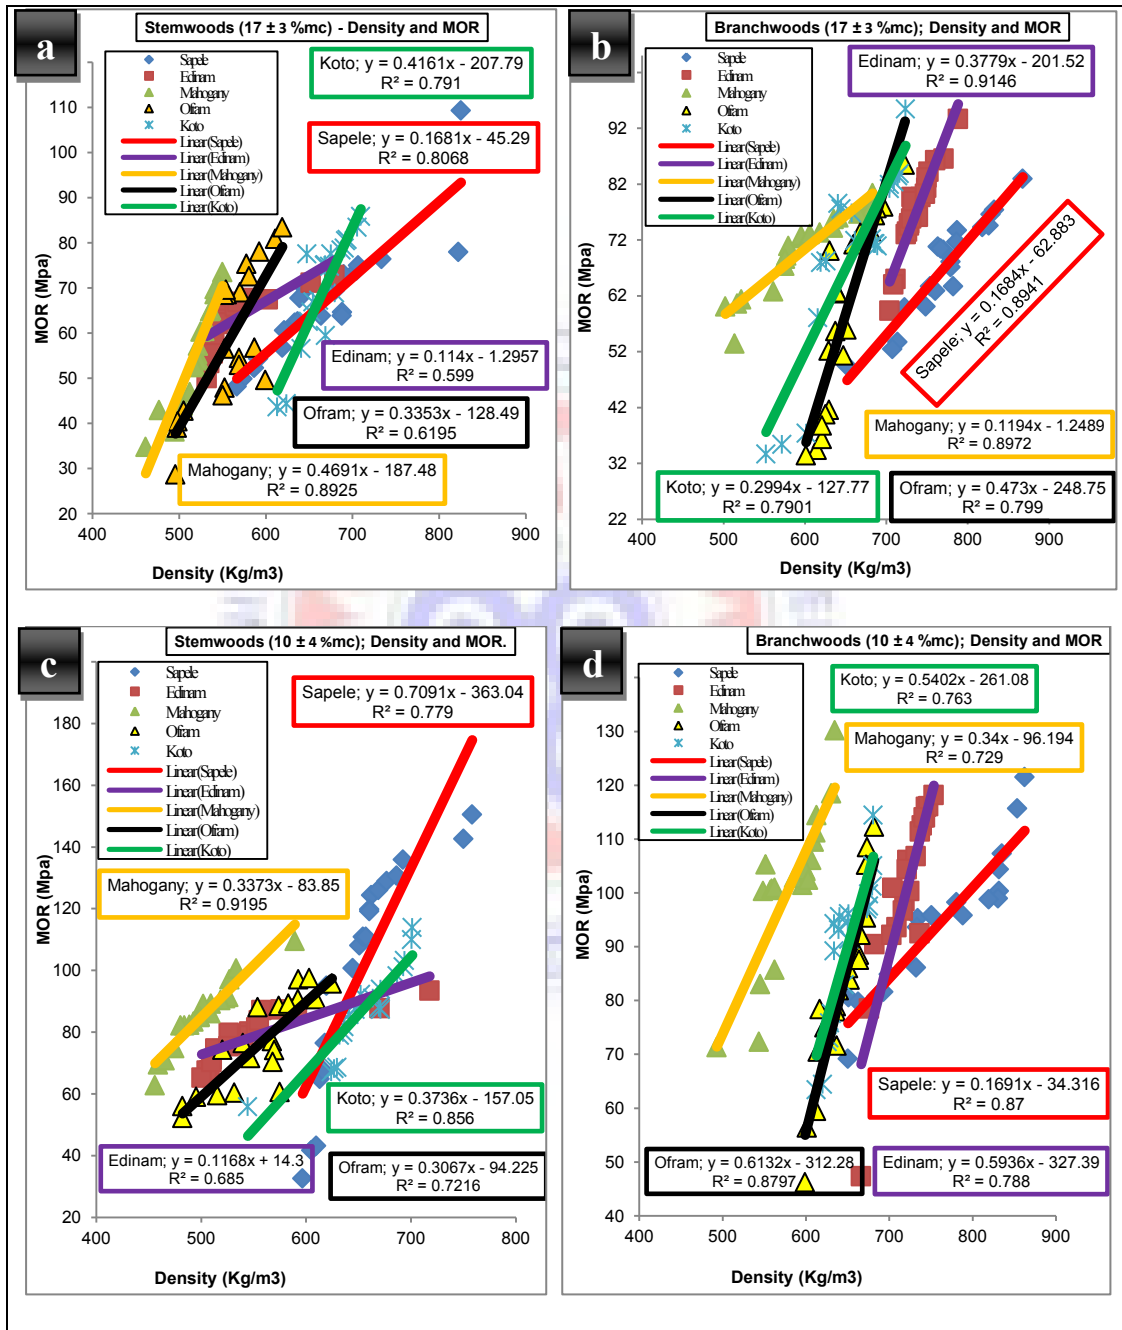 a
Stemwoods (17 ± 3 %mc) - Density and MOR
Sapele
Edinam
Mahogany
Ofram
Koto
Linear(Sapele)
Linear(Edinam)
Linear(Mahogany)
Linear(Ofram)
Linear(Koto)
Koto; y = 0.4161x - 207.79
R² = 0.791
Sapele; y = 0.1681x - 45.29
R² = 0.8068
Edinam; y = 0.114x - 1.2957
R² = 0.599
Ofram; y = 0.3353x - 128.49
R² = 0.6195
Mahogany; y = 0.4691x - 187.48
R² = 0.8925
MOR (Mpa)
110
100
90
80
70
60
50
40
30
20
400 500 600 700 800 900
Density (Kg/m3)
b
Branchwoods (17 ± 3 %mc); Density and MOR
Sapele
Edinam
Mahogany
Ofram
Koto
Linear(Sapele)
Linear(Edinam)
Linear(Mahogany)
Linear(Ofram)
Linear(Koto)
Edinam; y = 0.3779x - 201.52
R² = 0.9146
Sapele; y = 0.1684x - 62.883
R² = 0.8941
Mahogany; y = 0.1194x - 1.2489
R² = 0.8972
Koto; y = 0.2994x - 127.77
R² = 0.7901
Ofram; y = 0.473x - 248.75
R² = 0.799
MOR (Mpa)
92
82
72
62
52
42
32
22
400 500 600 700 800 900
Density (Kg/m3)
c
Stemwoods (10 ± 4 %mc); Density and MOR.
Sapele
Edinam
Mahogany
Ofram
Koto
Linear(Sapele)
Linear(Edinam)
Linear(Mahogany)
Linear(Ofram)
Linear(Koto)
Sapele; y = 0.7091x - 363.04
R² = 0.779
Mahogany; y = 0.3373x - 83.85
R² = 0.9195
Koto; y = 0.3736x - 157.05
R² = 0.856
Edinam; y = 0.1168x + 14.3
R² = 0.685
Ofram; y = 0.3067x - 94.225
R² = 0.7216
MOR (Mpa)
180
160
140
120
100
80
60
40
20
400 500 600 700 800
Density (Kg/m3)
d
Branchwoods (10 ± 4 %mc); Density and MOR
Sapele
Edinam
Mahogany
Ofram
Koto
Linear(Sapele)
Linear(Edinam)
Linear(Mahogany)
Linear(Ofram)
Linear(Koto)
Koto; y = 0.5402x - 261.08
R² = 0.763
Mahogany; y = 0.34x - 96.194
R² = 0.729
Sapele: y = 0.1691x - 34.316
R² = 0.87
Ofram; y = 0.6132x - 312.28
R² = 0.8797
Edinam; y = 0.5936x - 327.39
R² = 0.788
MOR (Mpa)
130
120
110
100
90
80
70
60
50
40
400 500 600 700 800 900
Density (Kg/m3)